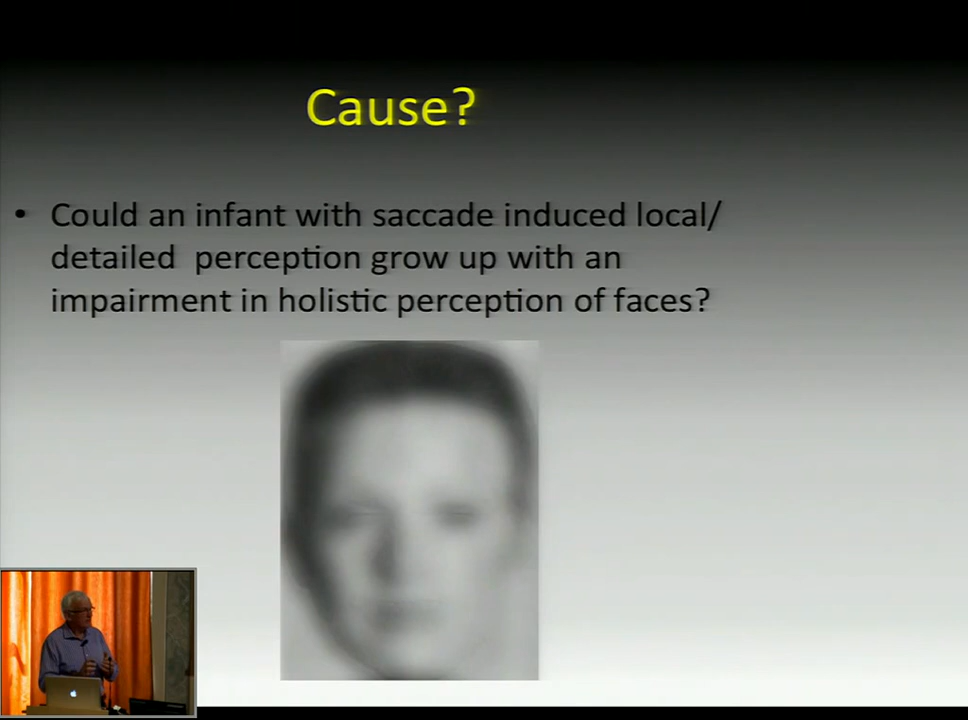 Cause?
• Could an infant with saccade induced local/
detailed perception grow up with an
impairment in holistic perception of faces?